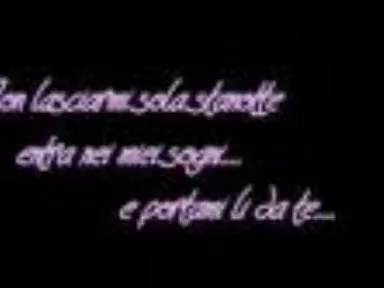 Non lasciarmi sola stanotte
entra nei miei sogni...
e portami lì da te...